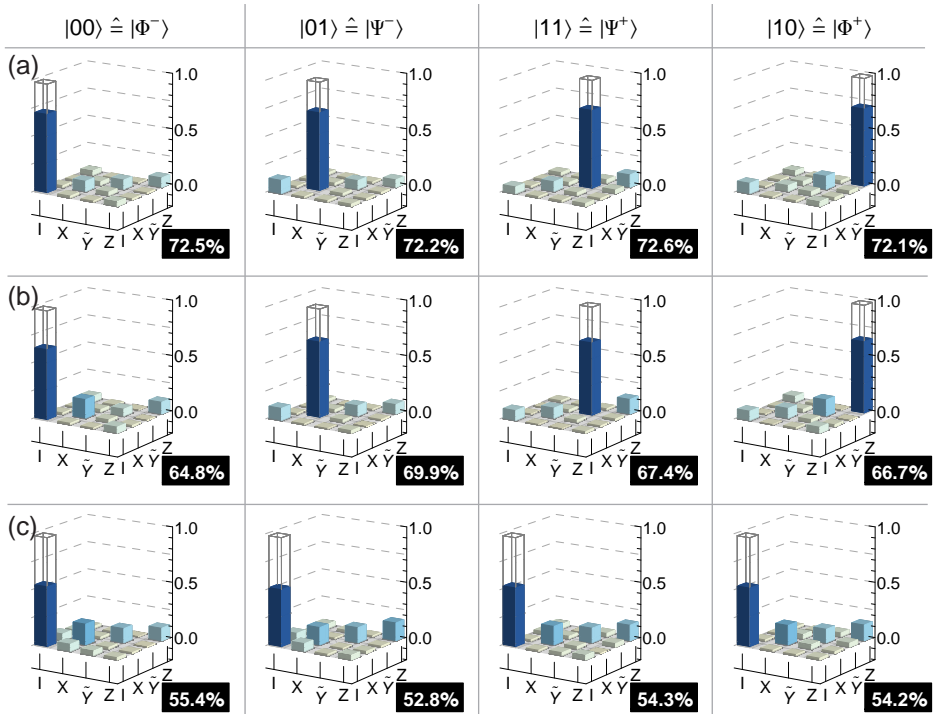 |00⟩ ≙ |Φ⁻⟩ |01⟩ ≙ |Ψ⁻⟩ |11⟩ ≙ |Ψ⁺⟩ |10⟩ ≙ |Φ⁺⟩
(a)
1.0 1.0 1.0 1.0
0.5 0.5 0.5 0.5
0.0 0.0 0.0 0.0
I X Ỹ Z I X Ỹ Z I X Ỹ Z I X Ỹ Z I X Ỹ Z I X Ỹ Z I X Ỹ Z I X Ỹ Z
72.5% 72.2% 72.6% 72.1%
(b)
1.0 1.0 1.0 1.0
0.5 0.5 0.5 0.5
0.0 0.0 0.0 0.0
I X Ỹ Z I X Ỹ Z I X Ỹ Z I X Ỹ Z I X Ỹ Z I X Ỹ Z I X Ỹ Z I X Ỹ Z
64.8% 69.9% 67.4% 66.7%
(c)
1.0 1.0 1.0 1.0
0.5 0.5 0.5 0.5
0.0 0.0 0.0 0.0
I X Ỹ Z I X Ỹ Z I X Ỹ Z I X Ỹ Z I X Ỹ Z I X Ỹ Z I X Ỹ Z I X Ỹ Z
55.4% 52.8% 54.3% 54.2%